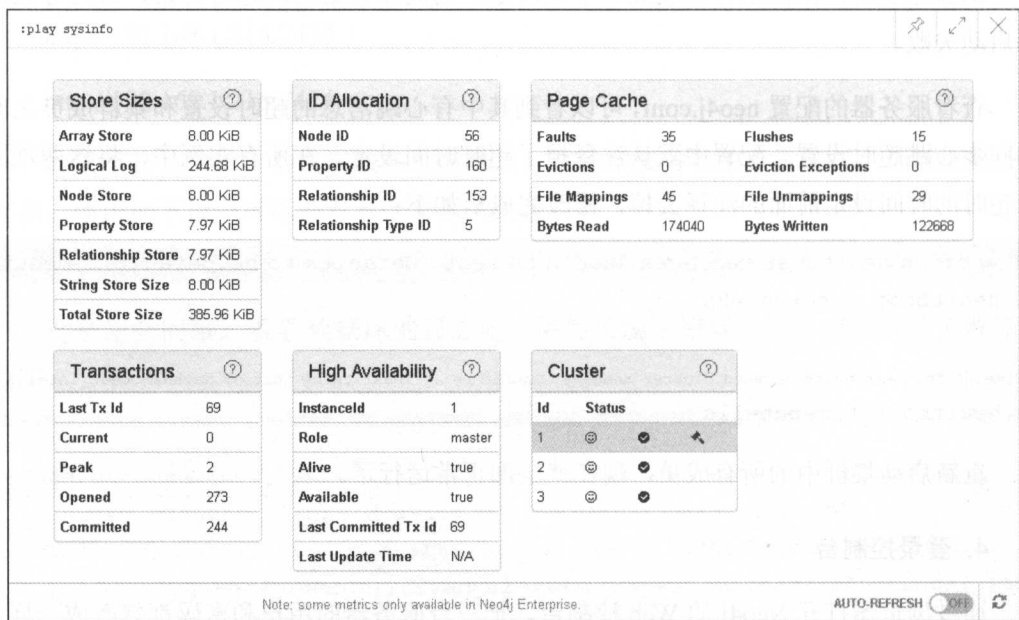 :play sysinfo
Store Sizes
Array Store 8.00 KiB
Logical Log 244.68 KiB
Node Store 8.00 KiB
Property Store 7.97 KiB
Relationship Store 7.97 KiB
String Store Size 8.00 KiB
Total Store Size 385.96 KiB
ID Allocation
Node ID 56
Property ID 160
Relationship ID 153
Relationship Type ID 5
Page Cache
Faults 35 Flushes 15
Evictions 0 Eviction Exceptions 0
File Mappings 45 File Unmappings 29
Bytes Read 174040 Bytes Written 122668
Transactions
Last Tx Id 69
Current 0
Peak 2
Opened 273
Committed 244
High Availability
InstanceId 1
Role master
Alive true
Available true
Last Committed Tx Id 69
Last Update Time N/A
Cluster
Id Status
1
2
3
Note: some metrics only available in Neo4j Enterprise.
AUTO-REFRESH OFF